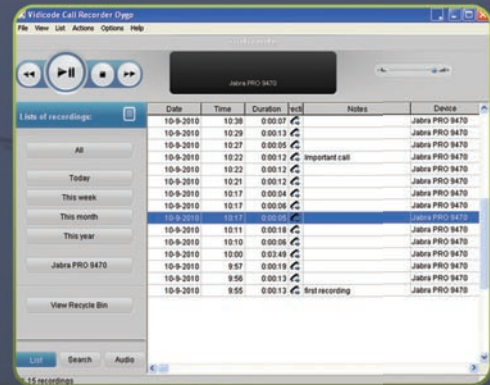 Vidicode Call Recorder Oygo
File View List Actions Options Help
Jabra PRO 9470
Lists of recordings:
All
Today
This week
This month
This year
Jabra PRO 9470
View Recycle Bin
List Search Audio
Date Time Duration Notes Device
10-9-2010 10:38 0:00:07 Jabra PRO 9470
10-9-2010 10:29 0:00:13 Jabra PRO 9470
10-9-2010 10:27 0:00:05 Jabra PRO 9470
10-9-2010 10:22 0:00:12 Important call Jabra PRO 9470
10-9-2010 10:22 0:00:12 Jabra PRO 9470
10-9-2010 10:21 0:00:12 Jabra PRO 9470
10-9-2010 10:17 0:00:04 Jabra PRO 9470
10-9-2010 10:17 0:00:06 Jabra PRO 9470
10-9-2010 10:17 0:00:05 Jabra PRO 9470
10-9-2010 10:11 0:00:18 Jabra PRO 9470
10-9-2010 10:10 0:00:06 Jabra PRO 9470
10-9-2010 10:00 0:03:49 Jabra PRO 9470
10-9-2010 9:57 0:00:19 Jabra PRO 9470
10-9-2010 9:56 0:00:13 Jabra PRO 9470
10-9-2010 9:55 0:00:13 first recording Jabra PRO 9470
15 recordings